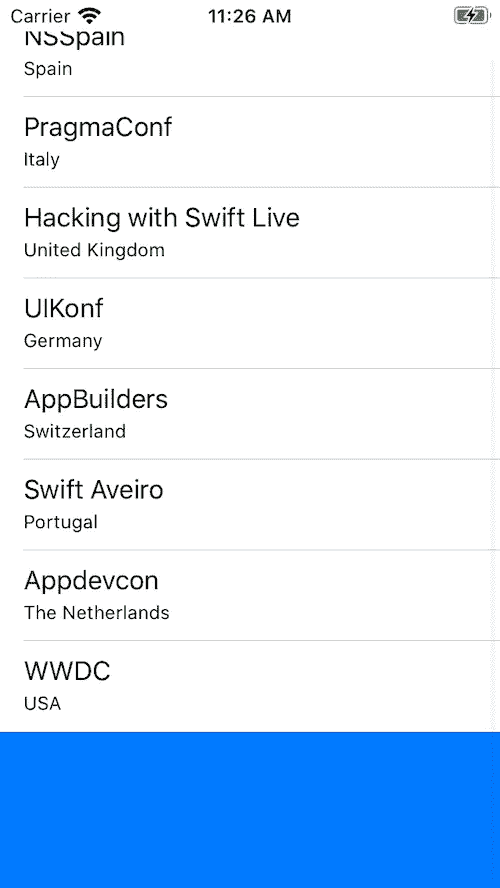 Carrier 11:26 AM
NSSpain
Spain
PragmaConf
Italy
Hacking with Swift Live
United Kingdom
UIKonf
Germany
AppBuilders
Switzerland
Swift Aveiro
Portugal
Appdevcon
The Netherlands
WWDC
USA